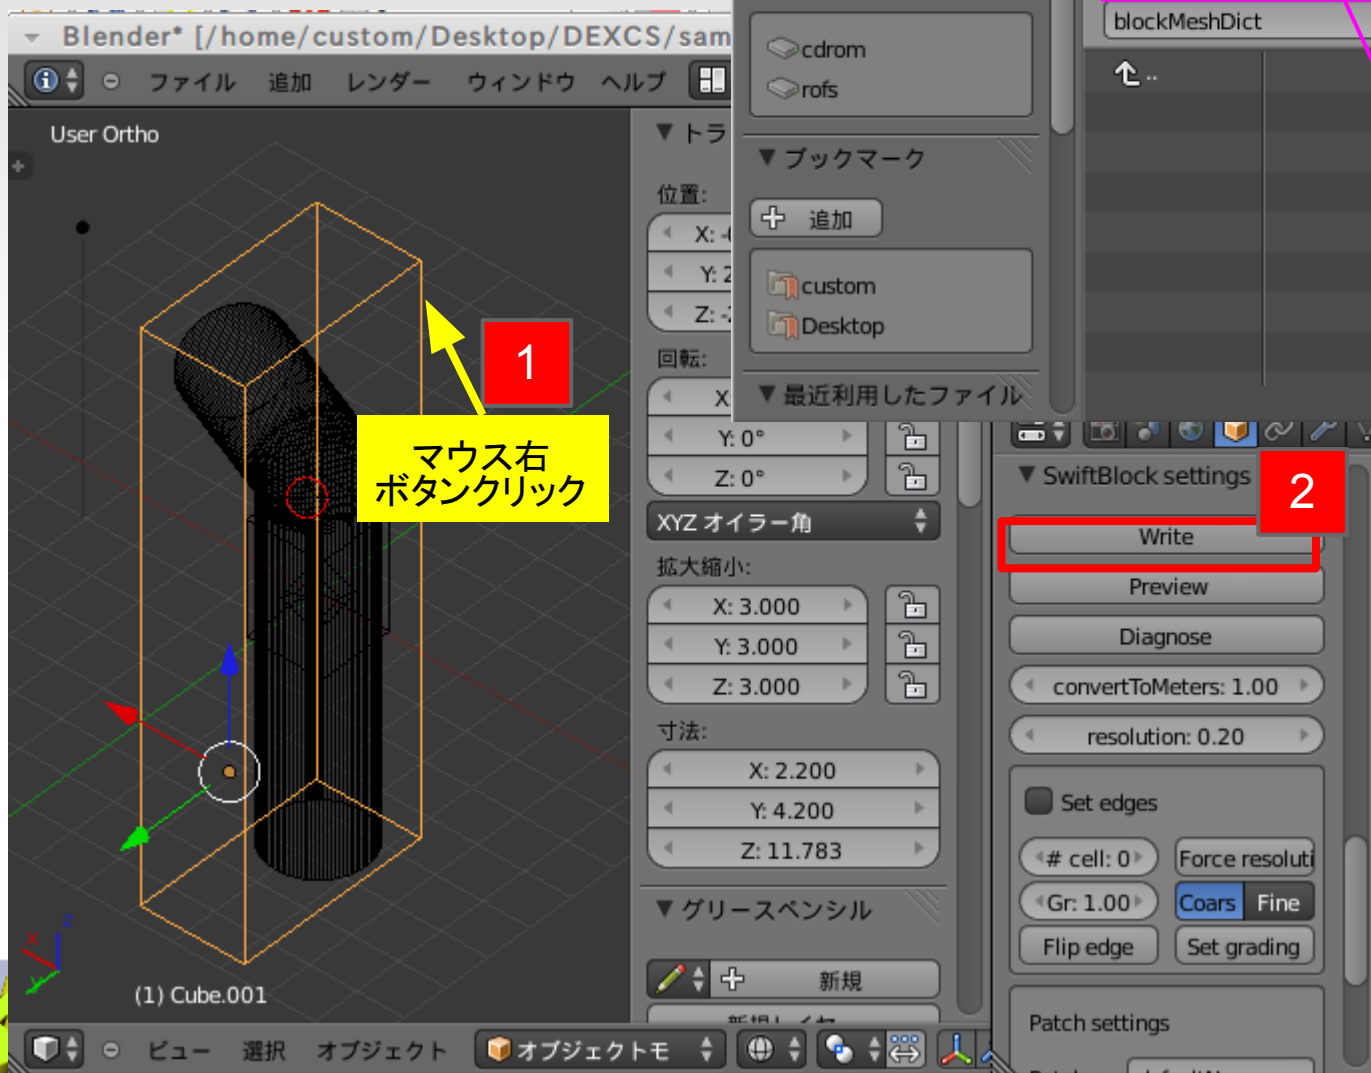 Blender* [/home/custom/Desktop/DEXCS/sam
ファイル 追加 レンダー ウィンドウ ヘルプ
User Ortho
1
マウス右
ボタンクリック
(1) Cube.001
ビュー 選択 オブジェクト オブジェクトモ
トラ
位置:
X: -0
Y: 2
Z: -2
回転:
X:
Y: 0°
Z: 0°
XYZ オイラー角
拡大縮小:
X: 3.000
Y: 3.000
Z: 3.000
寸法:
X: 2.200
Y: 4.200
Z: 11.783
グリースペンシル
新規
新規レイヤ
cdrom
rofs
ブックマーク
追加
custom
Desktop
最近利用したファイル
blockMeshDict
..
SwiftBlock settings
2
Write
Preview
Diagnose
convertToMeters: 1.00
resolution: 0.20
Set edges
# cell: 0 Force resoluti
Gr: 1.00 Coars Fine
Flip edge Set grading
Patch settings